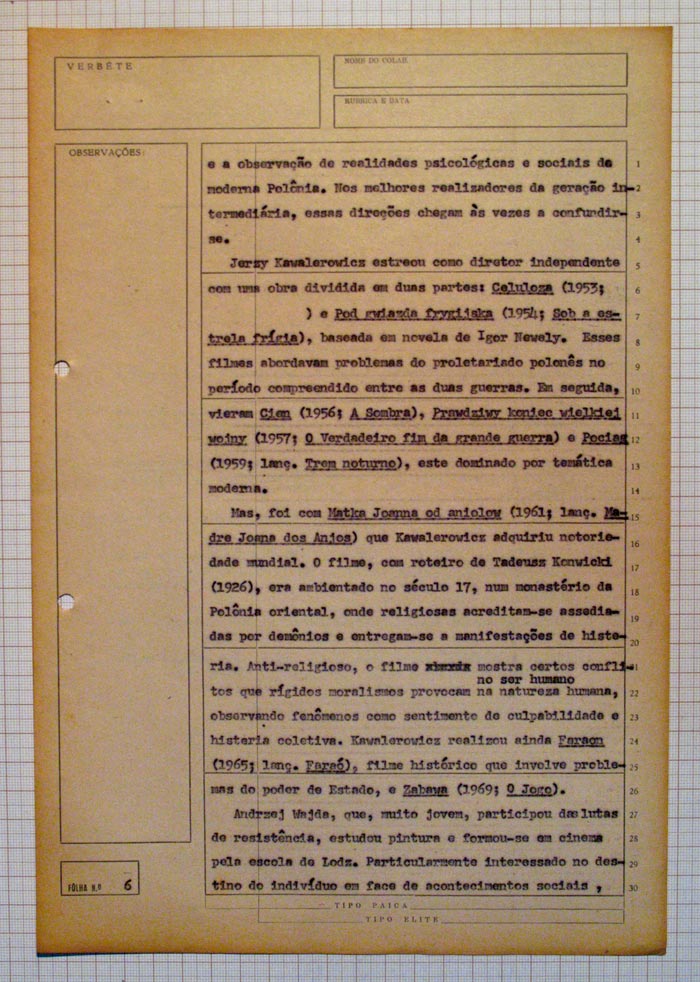 VERBÊTE
NOME DO COLAB.
RUBRICA E DATA
OBSERVAÇÕES:
e a observação de realidades psicológicas e sociais da 1
moderna Polônia. Nos melhores realizadores da geração in- 2
termediária, essas direções chegam às vezes a confundir- 3
se. 4
Jerzy Kawalerowicz estreou como diretor independente 5
com uma obra dividida em duas partes: Celuloza (1953; 6
) e Pod gwiazda frygijska (1954; Sob a es- 7
trela frígia), baseada em novela de Igor Newely. Esses 8
filmes abordavam problemas do proletariado polonês no 9
período compreendido entre as duas guerras. Em seguida, 10
vieram Cien (1956; A Sombra), Prawdziwy koniec wielkiej 11
wojny (1957; O Verdadeiro fim da grande guerra) e Pociag 12
(1959; lanç. Trem noturno), este dominado por temática 13
moderna. 14
Mas, foi com Matka Joanna od aniolow (1961; lanç. Ma- 15
dre Joana dos Anjos) que Kawalerowicz adquiriu notorie- 16
dade mundial. O filme, com roteiro de Tadeusz Konwicki 17
(1926), era ambientado no século 17, num monastério da 18
Polônia oriental, onde religiosas acreditam-se assedia- 19
das por demônios e entregam-se a manifestações de histe- 20
ria. Anti-religioso, o filme mostra certos confli- 21
no ser humano
tos que rígidos moralismos provocam na natureza humana, 22
observando fenômenos como sentimento de culpabilidade e 23
histeria coletiva. Kawalerowicz realizou ainda Faraon 24
(1965; lanç. Faraó), filme histórico que involve proble- 25
mas do poder de Estado, e Zabawa (1969; O Jogo). 26
Andrzej Wajda, que, muito jovem, participou das lutas 27
de resistência, estudou pintura e formou-se em cinema 28
pela escola de Lodz. Particularmente interessado no des- 29
tino do indivíduo em face de acontecimentos sociais , 30
FÔLHA N.º 6
TIPO PAICA
TIPO ELITE